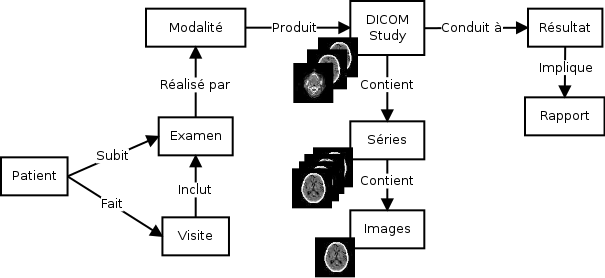 Modalité
Produit
DICOM
Study
Conduit à
Résultat
Réalisé par
Contient
Implique
Examen
Séries
Rapport
Subit
Patient
Inclut
Contient
Fait
Visite
Images